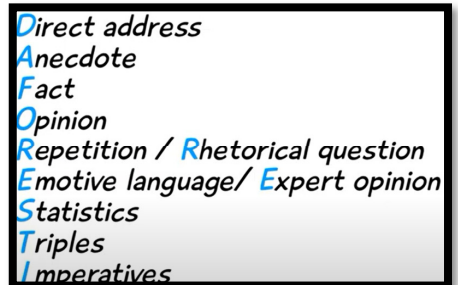 Direct address
Anecdote
Fact
Opinion
Repetition / Rhetorical question
Emotive language/ Expert opinion
Statistics
Triples
Imperatives